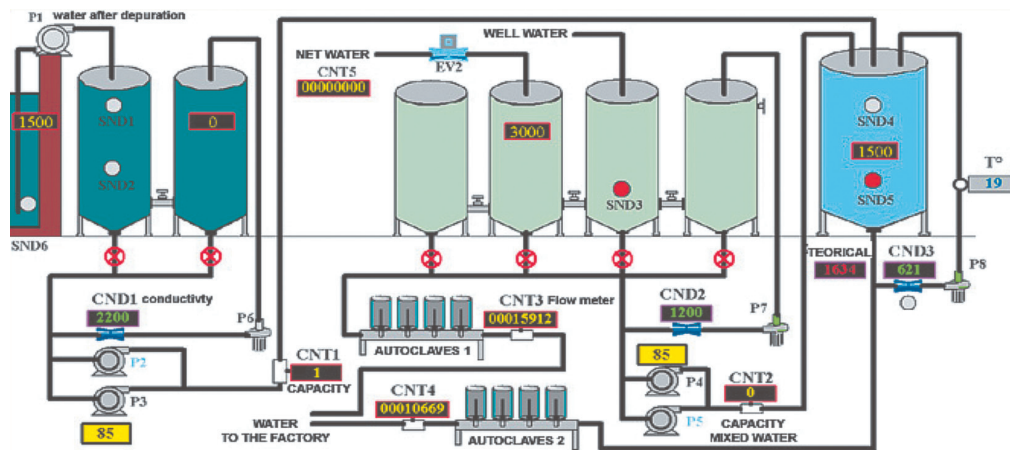 P1 water after depuration
1500
SND6
SND1
SND2
0
NET WATER
CNT5
00000000
EV2
WELL WATER
3000
SND3
SND4
1500
SND5
T°
19
TEORICAL
1634
CND3
621
P8
CND1 conductivty
2200
P6
P2
P3
85
CNT1
1
CAPACITY
AUTOCLAVES 1
CNT3 Flow meter
00015912
CND2
1200
P7
85
P4
P5
CNT2
0
CAPACITY
MIXED WATER
WATER
TO THE FACTORY
CNT4
00010669
AUTOCLAVES 2